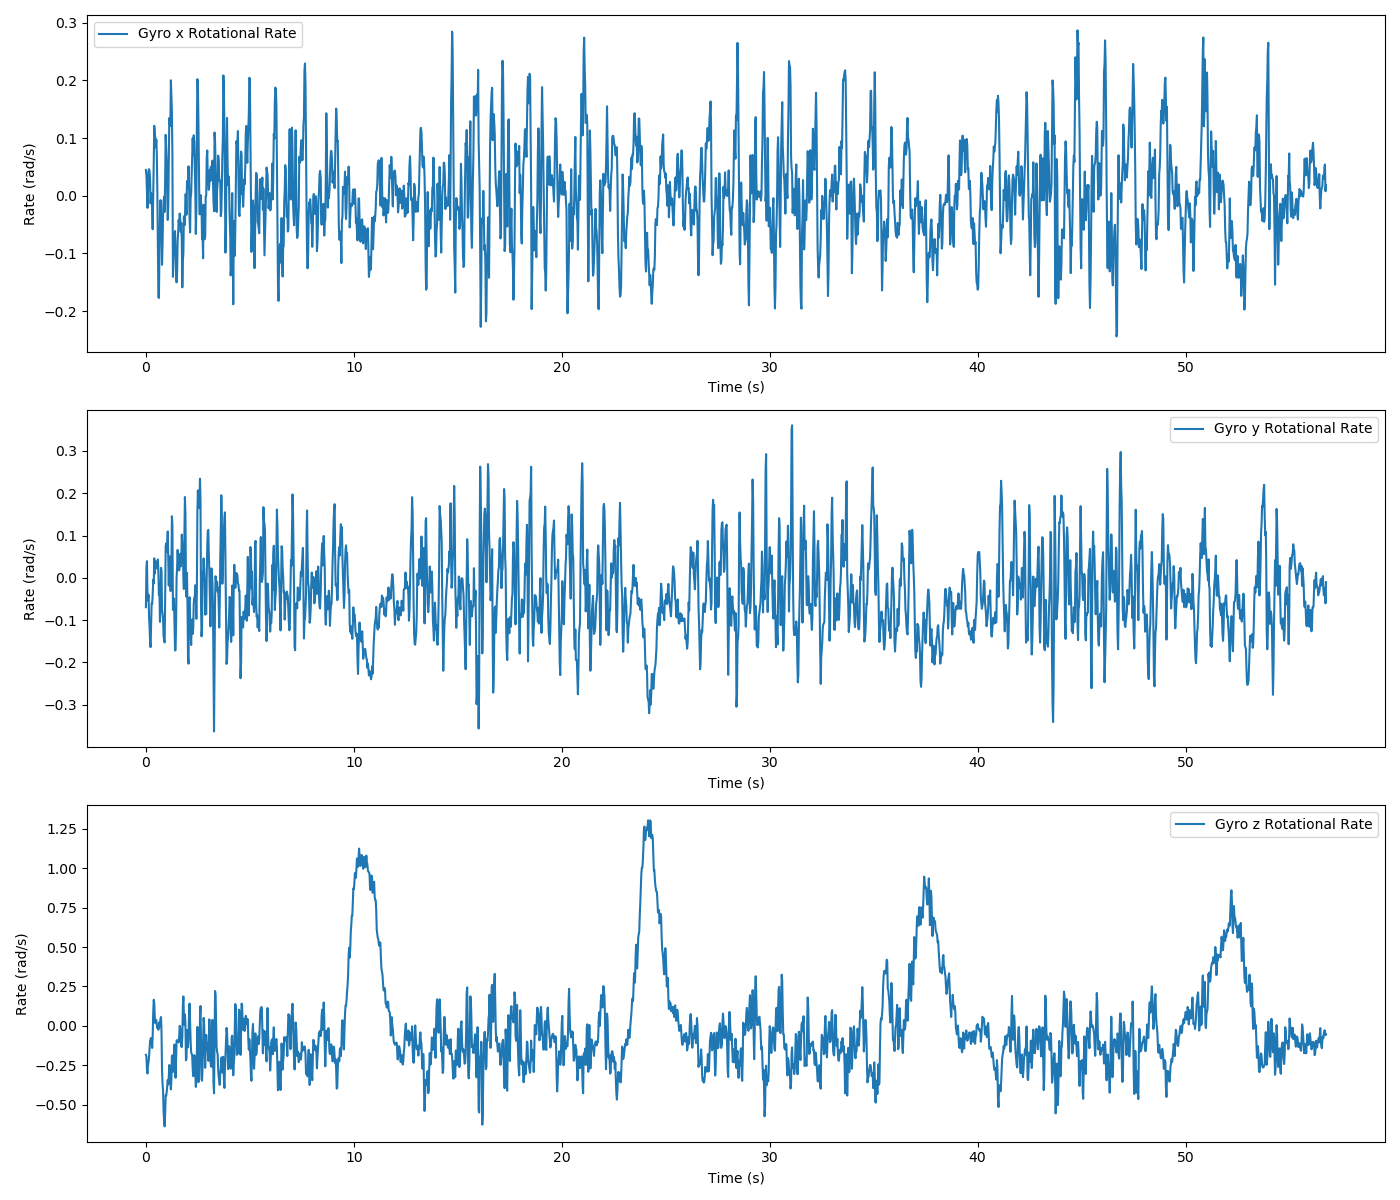 Gyro x Rotational Rate
Rate (rad/s)
0.3
0.2
0.1
0.0
−0.1
−0.2
0 10 20 30 40 50
Time (s)
Gyro y Rotational Rate
Rate (rad/s)
0.3
0.2
0.1
0.0
−0.1
−0.2
−0.3
0 10 20 30 40 50
Time (s)
Gyro z Rotational Rate
Rate (rad/s)
1.25
1.00
0.75
0.50
0.25
0.00
−0.25
−0.50
0 10 20 30 40 50
Time (s)